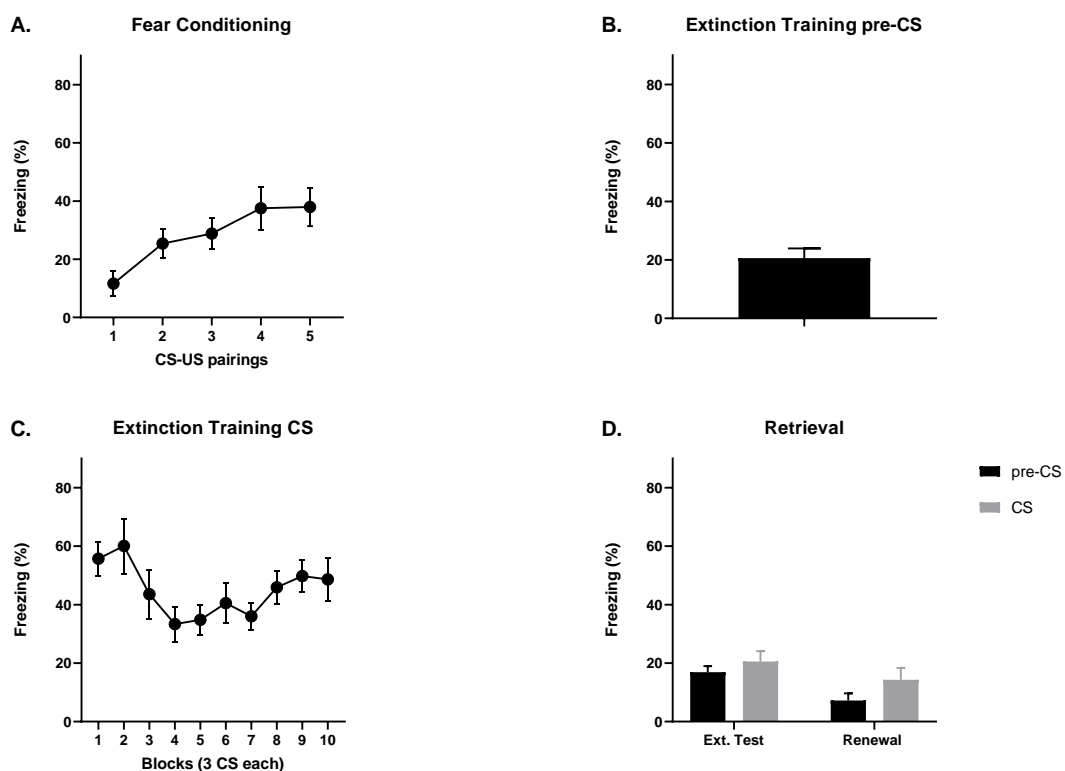 A. Fear Conditioning
80
60
40
20
0
Freezing (%)
1 2 3 4 5
CS-US pairings
B. Extinction Training pre-CS
80
60
40
20
0
Freezing (%)
C. Extinction Training CS
80
60
40
20
0
Freezing (%)
1 2 3 4 5 6 7 8 9 10
Blocks (3 CS each)
D. Retrieval
80
60
40
20
0
Freezing (%)
Ext. Test Renewal
pre-CS
CS